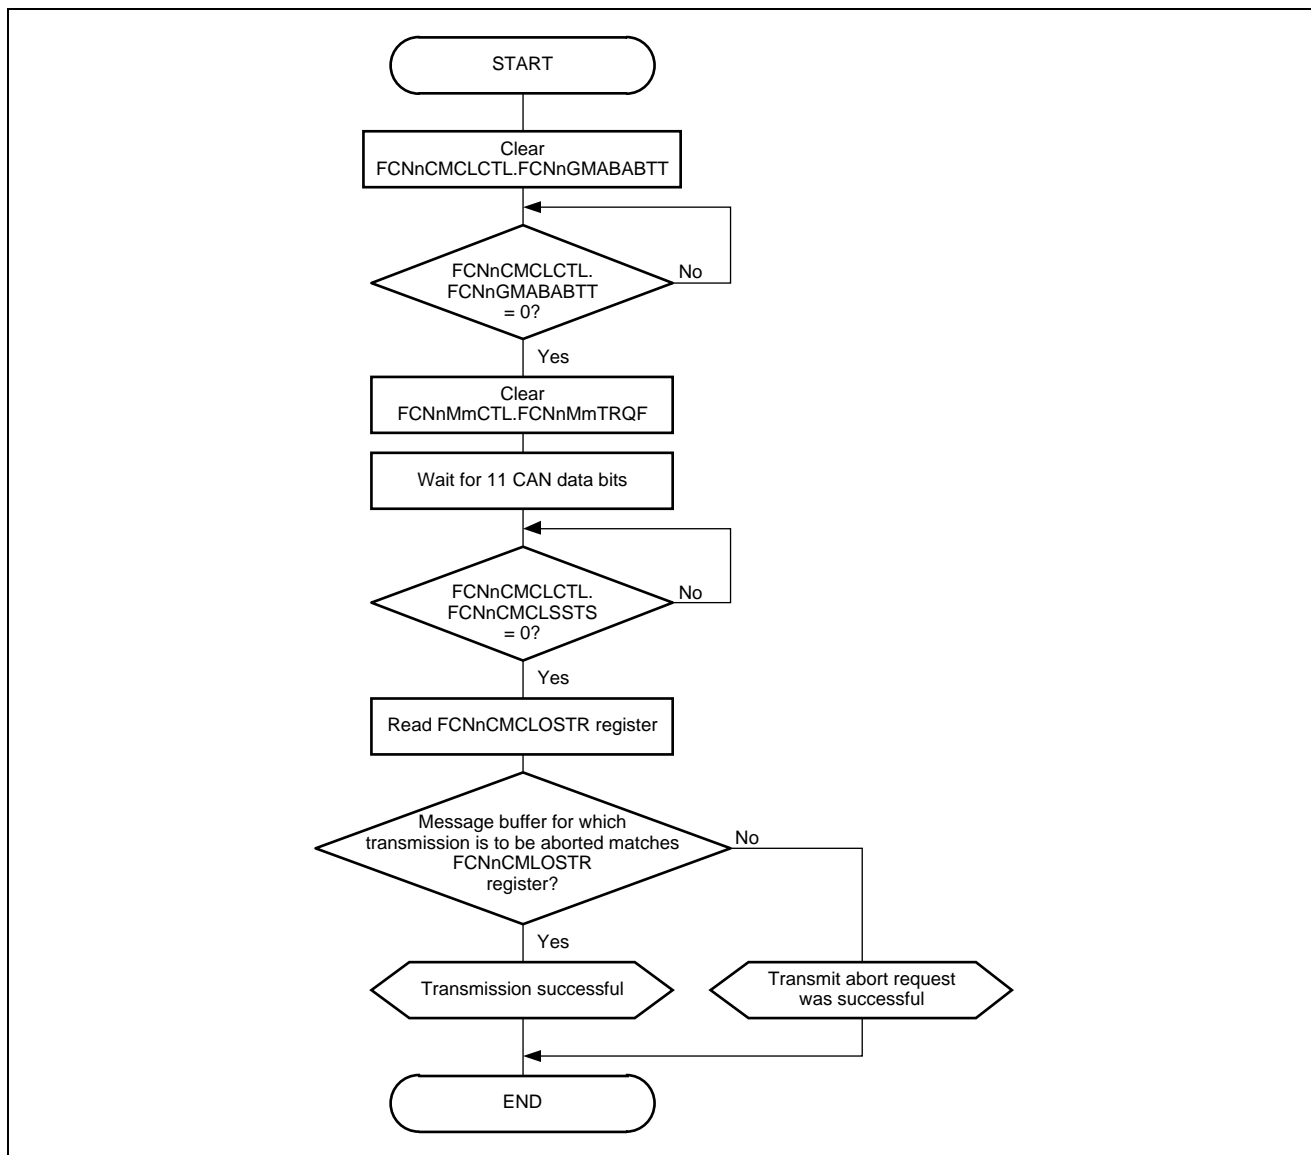 START
Clear
FCNnCMCLCTL.FCNnGMABABTT
FCNnCMCLCTL.
FCNnGMABABTT
= 0?
No
Yes
Clear
FCNnMmCTL.FCNnMmTRQF
Wait for 11 CAN data bits
FCNnCMCLCTL.
FCNnCMCLSSTS
= 0?
No
Yes
Read FCNnCMCLOSTR register
Message buffer for which
transmission is to be aborted matches
FCNnCMLOSTR
register?
No
Yes
Transmission successful
Transmit abort request
was successful
END